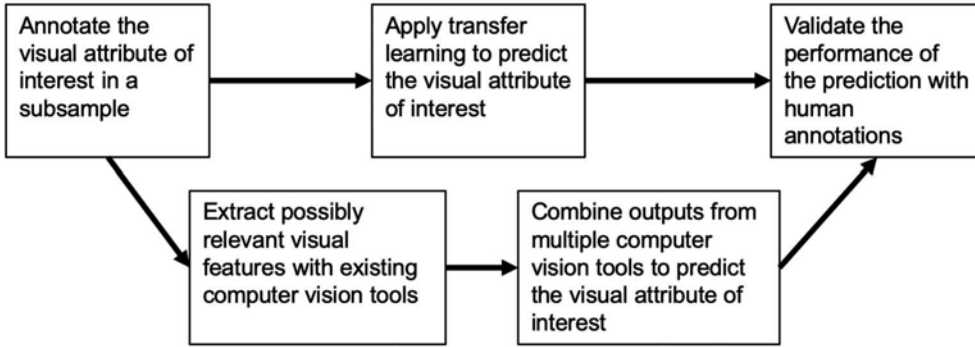 Annotate the
visual attribute of
interest in a
subsample
Apply transfer
learning to predict
the visual attribute
of interest
Validate the
performance of
the prediction with
human
annotations
Extract possibly
relevant visual
features with existing
computer vision tools
Combine outputs from
multiple computer
vision tools to predict
the visual attribute of
interest